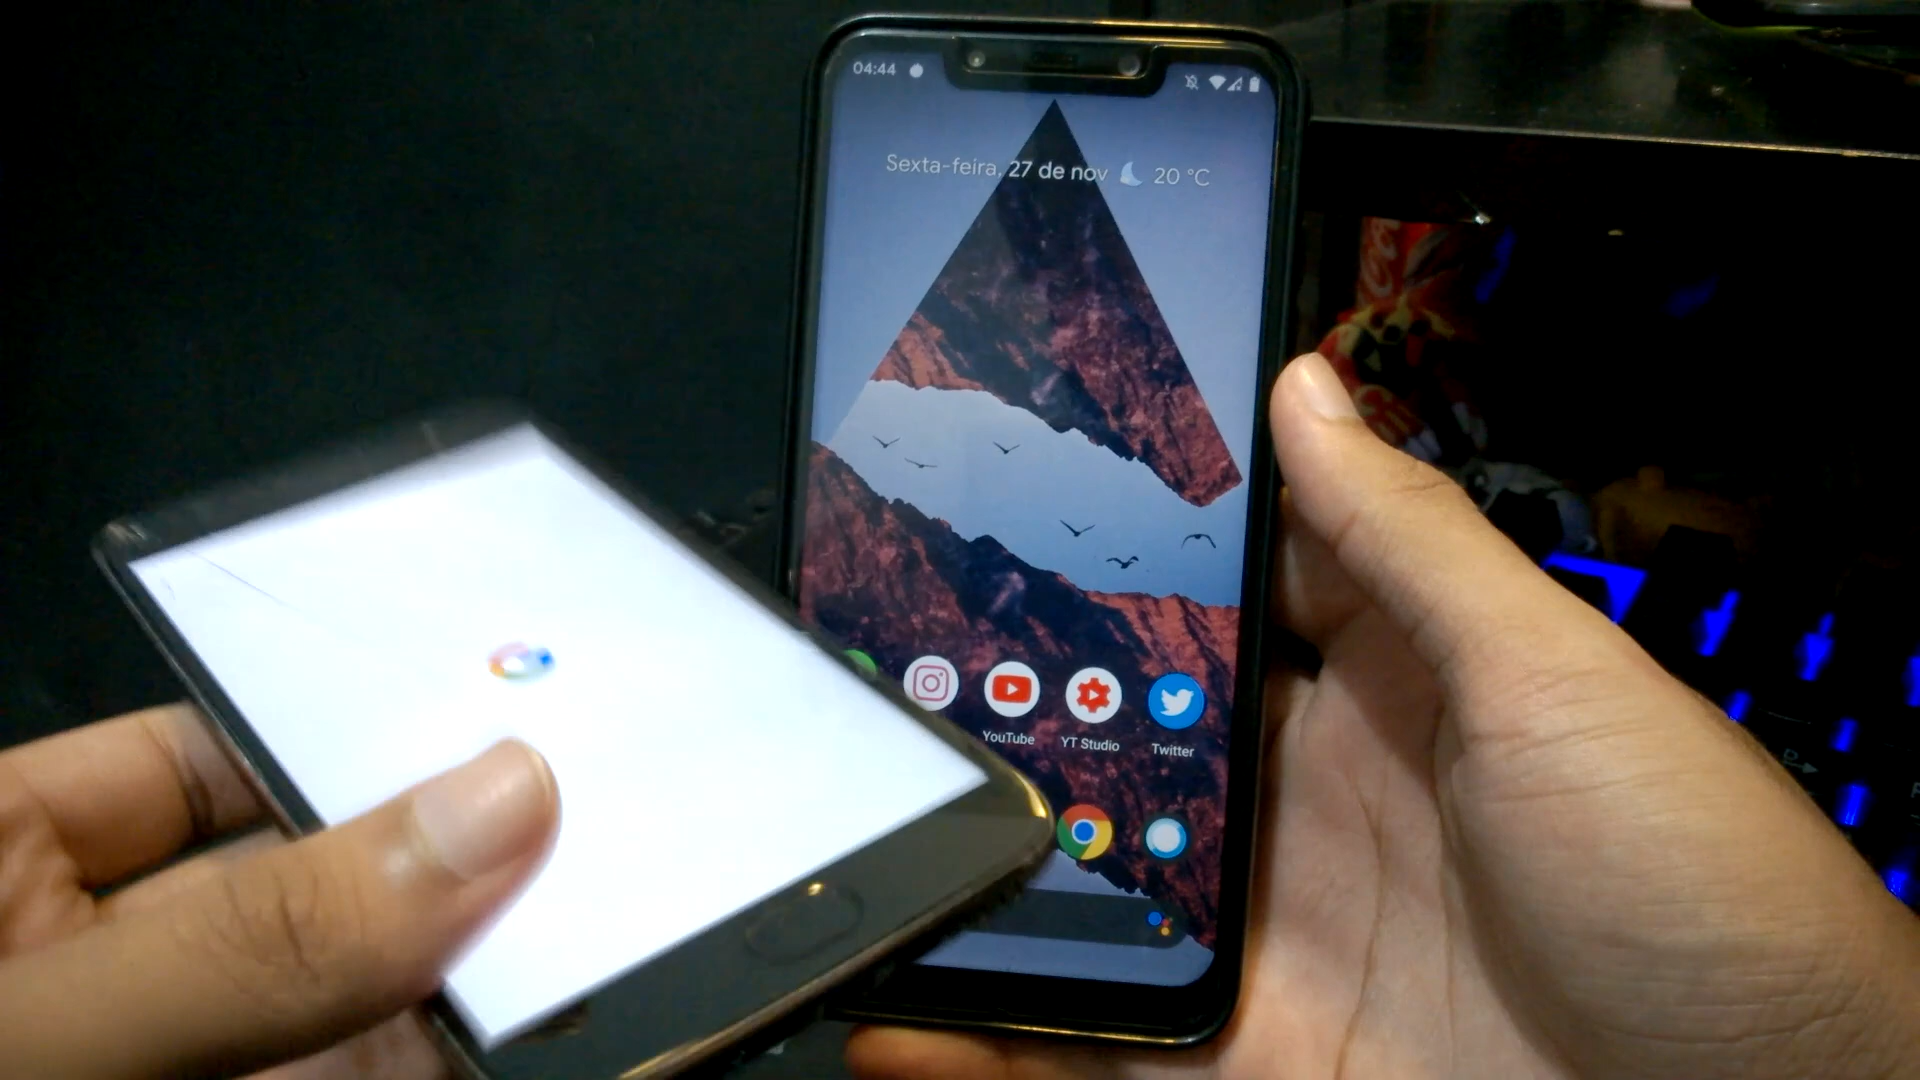 04:44
Sexta-feira, 27 de nov 20 °C
YouTube
YT Studio
Twitter